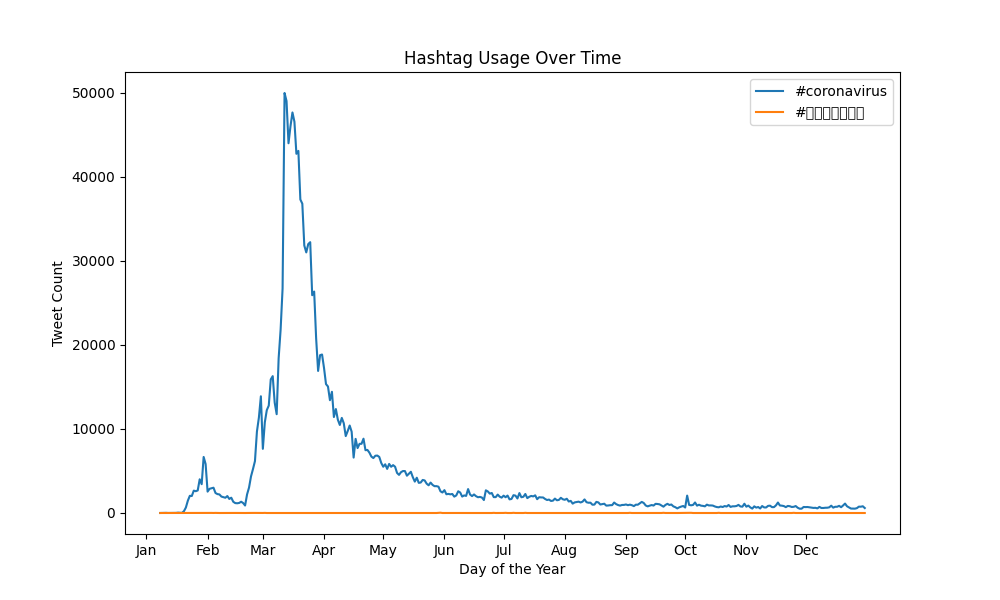 Hashtag Usage Over Time
#coronavirus
#
Tweet Count
50000
40000
30000
20000
10000
0
Jan Feb Mar Apr May Jun Jul Aug Sep Oct Nov Dec
Day of the Year